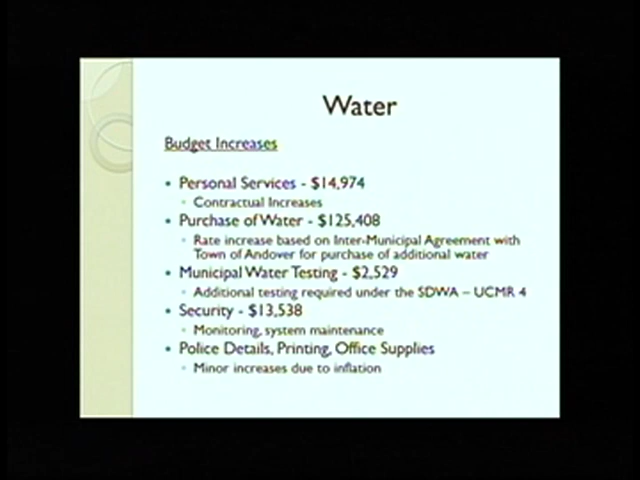 Water
Budget Increases
• Personal Services - $14,974
◦ Contractual Increases
• Purchase of Water - $125,408
◦ Rate increase based on Inter-Municipal Agreement with
Town of Andover for purchase of additional water
• Municipal Water Testing - $2,529
◦ Additional testing required under the SDWA – UCMR 4
• Security - $13,538
◦ Monitoring, system maintenance
• Police Details, Printing, Office Supplies
◦ Minor increases due to inflation